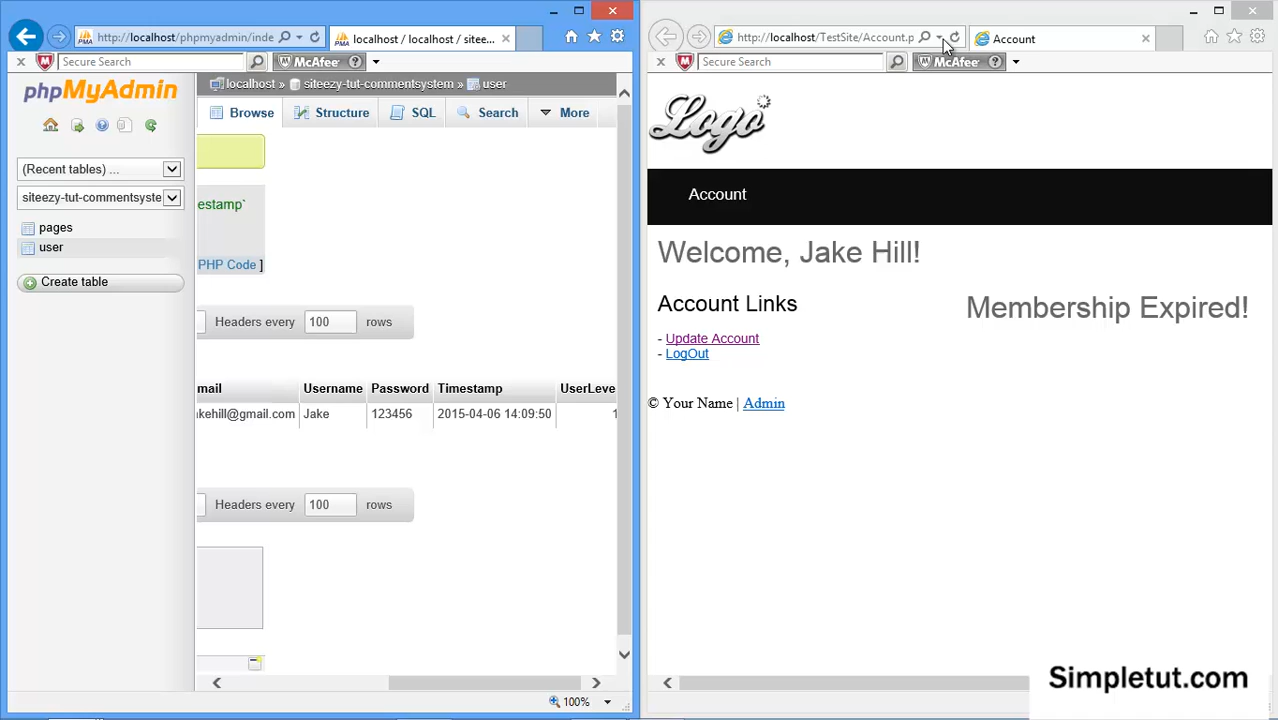 http://localhost/phpmyadmin/inde
localhost / localhost / sitee...
Secure Search
McAfee
phpMyAdmin
(Recent tables) ...
siteezy-tut-commentsyste
pages
user
Create table
localhost » siteezy-tut-commentsystem » user
Browse
Structure
SQL
Search
More
estamp`
PHP Code ]
Headers every 100 rows
mail Username Password Timestamp UserLeve
akehill@gmail.com Jake 123456 2015-04-06 14:09:50 1
Headers every 100 rows
100%
http://localhost/TestSite/Account.p
Account
Secure Search
McAfee
Logo
Account
Welcome, Jake Hill!
Account Links
- Update Account
- LogOut
Membership Expired!
© Your Name | Admin
Simpletut.com